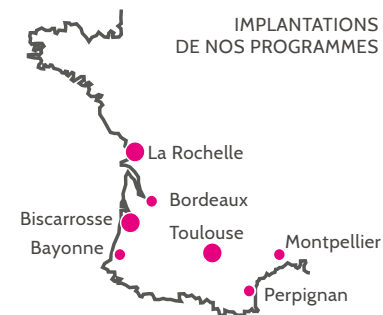 IMPLANTATIONS
DE NOS PROGRAMMES
La Rochelle
Bordeaux
Biscarrosse
Toulouse
Bayonne
Montpellier
Perpignan